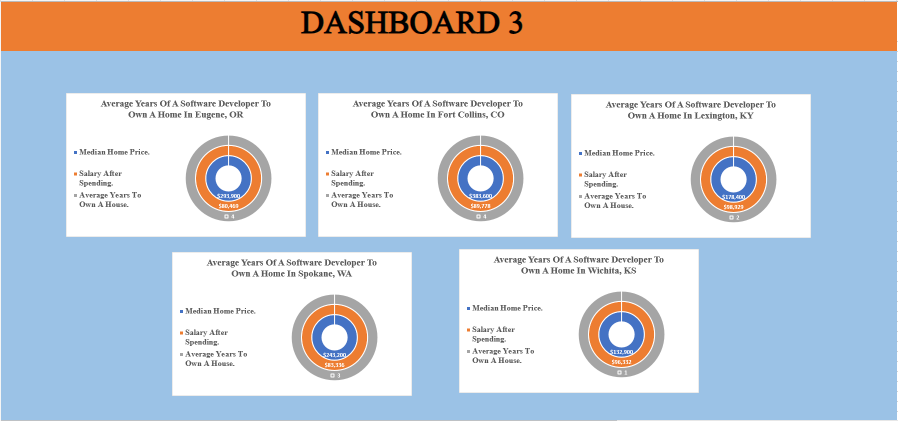 DASHBOARD 3
Average Years Of A Software Developer To
Own A Home In Eugene, OR
Median Home Price.
Salary After
Spending.
Average Years To
Own A House.
$293,900
$80,460
4
Average Years Of A Software Developer To
Own A Home In Fort Collins, CO
Median Home Price.
Salary After
Spending.
Average Years To
Own A House.
$383,600
$89,778
4
Average Years Of A Software Developer To
Own A Home In Lexington, KY
Median Home Price.
Salary After
Spending.
Average Years To
Own A House.
$178,400
2
Average Years Of A Software Developer To
Own A Home In Spokane, WA
Median Home Price.
Salary After
Spending.
Average Years To
Own A House.
$243,200
$85,336
3
Average Years Of A Software Developer To
Own A Home In Wichita, KS
Median Home Price.
Salary After
Spending.
Average Years To
Own A House.
$132,900
$96,332
1